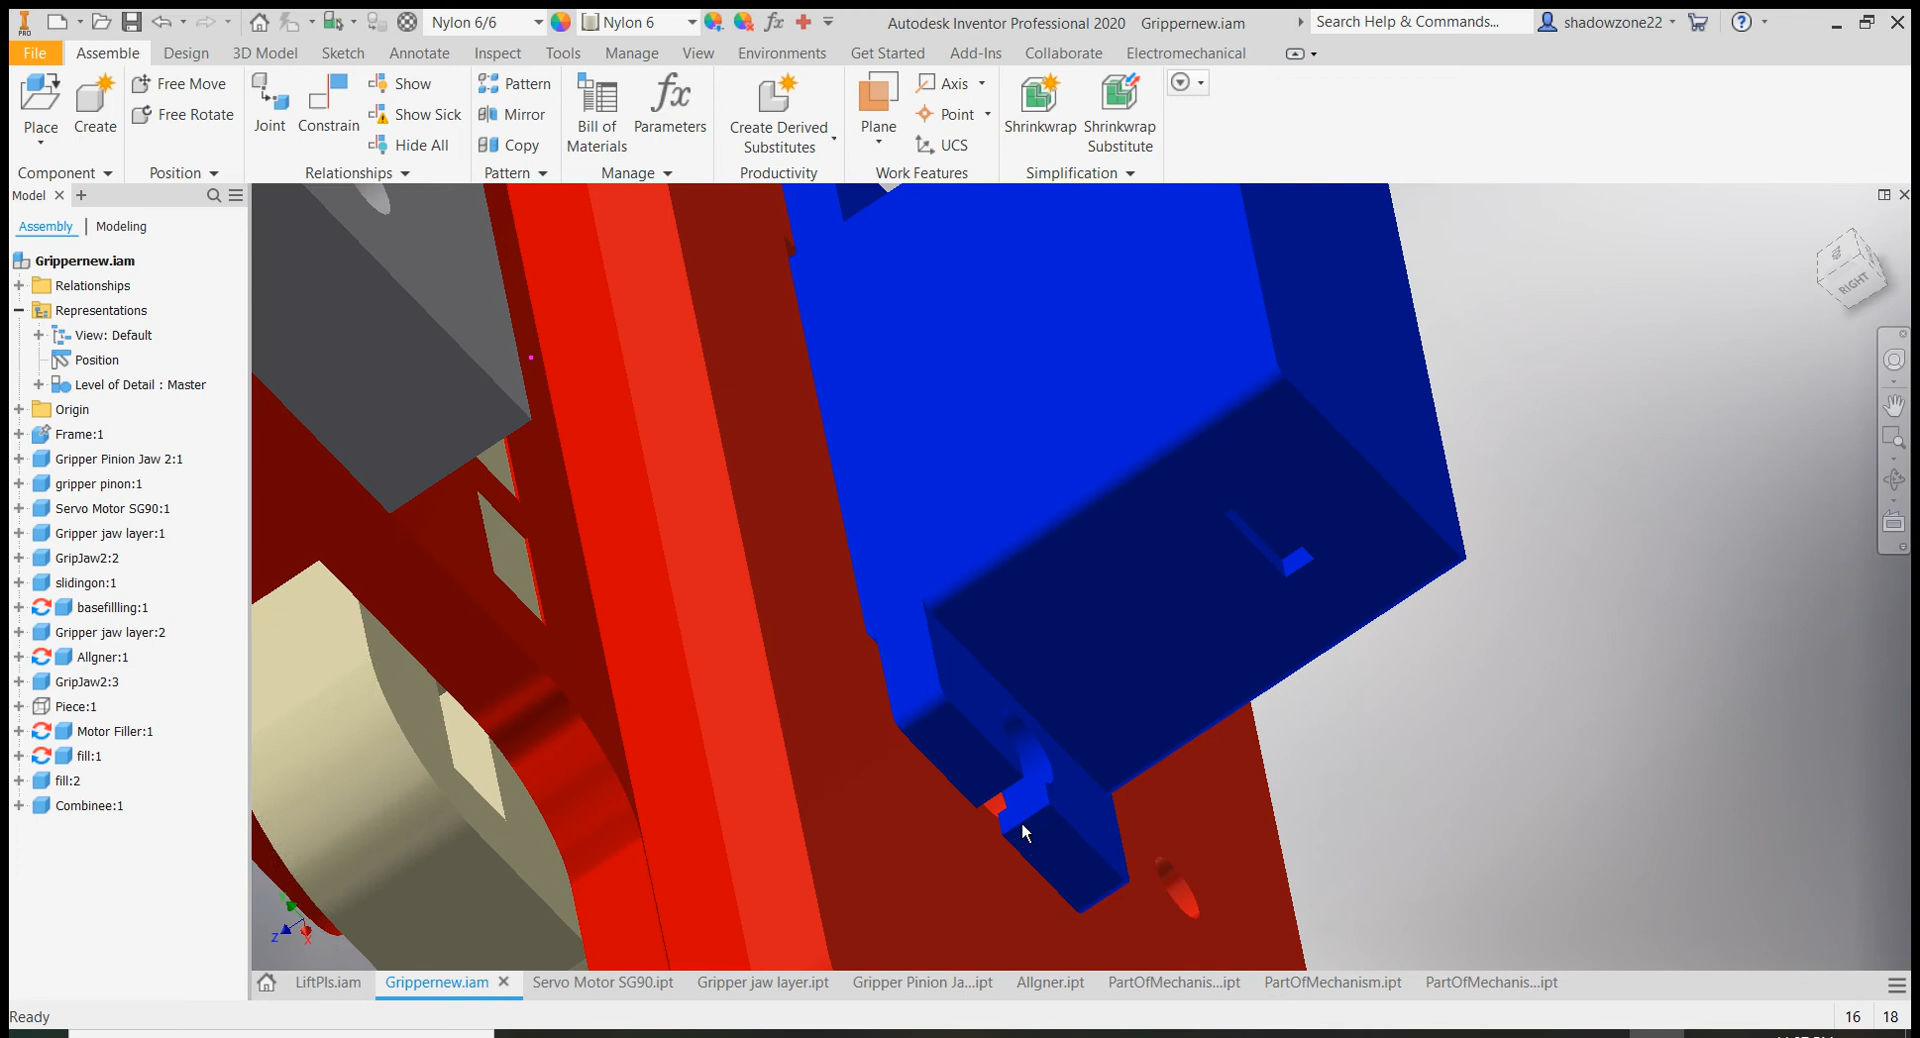 PRO
Nylon 6/6
Nylon 6
Autodesk Inventor Professional 2020 Grippernew.iam
Search Help & Commands...
shadowzone22
File Assemble Design 3D Model Sketch Annotate Inspect Tools Manage View Environments Get Started Add-Ins Collaborate Electromechanical
Place
Create
Free Move
Free Rotate
Joint
Constrain
Show
Show Sick
Hide All
Pattern
Mirror
Copy
Bill of
Materials
fx
Parameters
Create Derived
Substitutes
Plane
Axis
Point
UCS
Shrinkwrap
Shrinkwrap
Substitute
Component Position Relationships Pattern Manage Productivity Work Features Simplification
Model
Assembly | Modeling
Grippernew.iam
Relationships
Representations
View: Default
Position
Level of Detail : Master
Origin
Frame:1
Gripper Pinion Jaw 2:1
gripper pinon:1
Servo Motor SG90:1
Gripper jaw layer:1
GripJaw2:2
slidingon:1
basefillling:1
Gripper jaw layer:2
Allgner:1
GripJaw2:3
Piece:1
Motor Filler:1
fill:1
fill:2
Combinee:1
RIGHT
Z
X
LiftPls.iam Grippernew.iam Servo Motor SG90.ipt Gripper jaw layer.ipt Gripper Pinion Ja...ipt Allgner.ipt PartOfMechanis...ipt PartOfMechanism.ipt PartOfMechanis...ipt
Ready
16 18